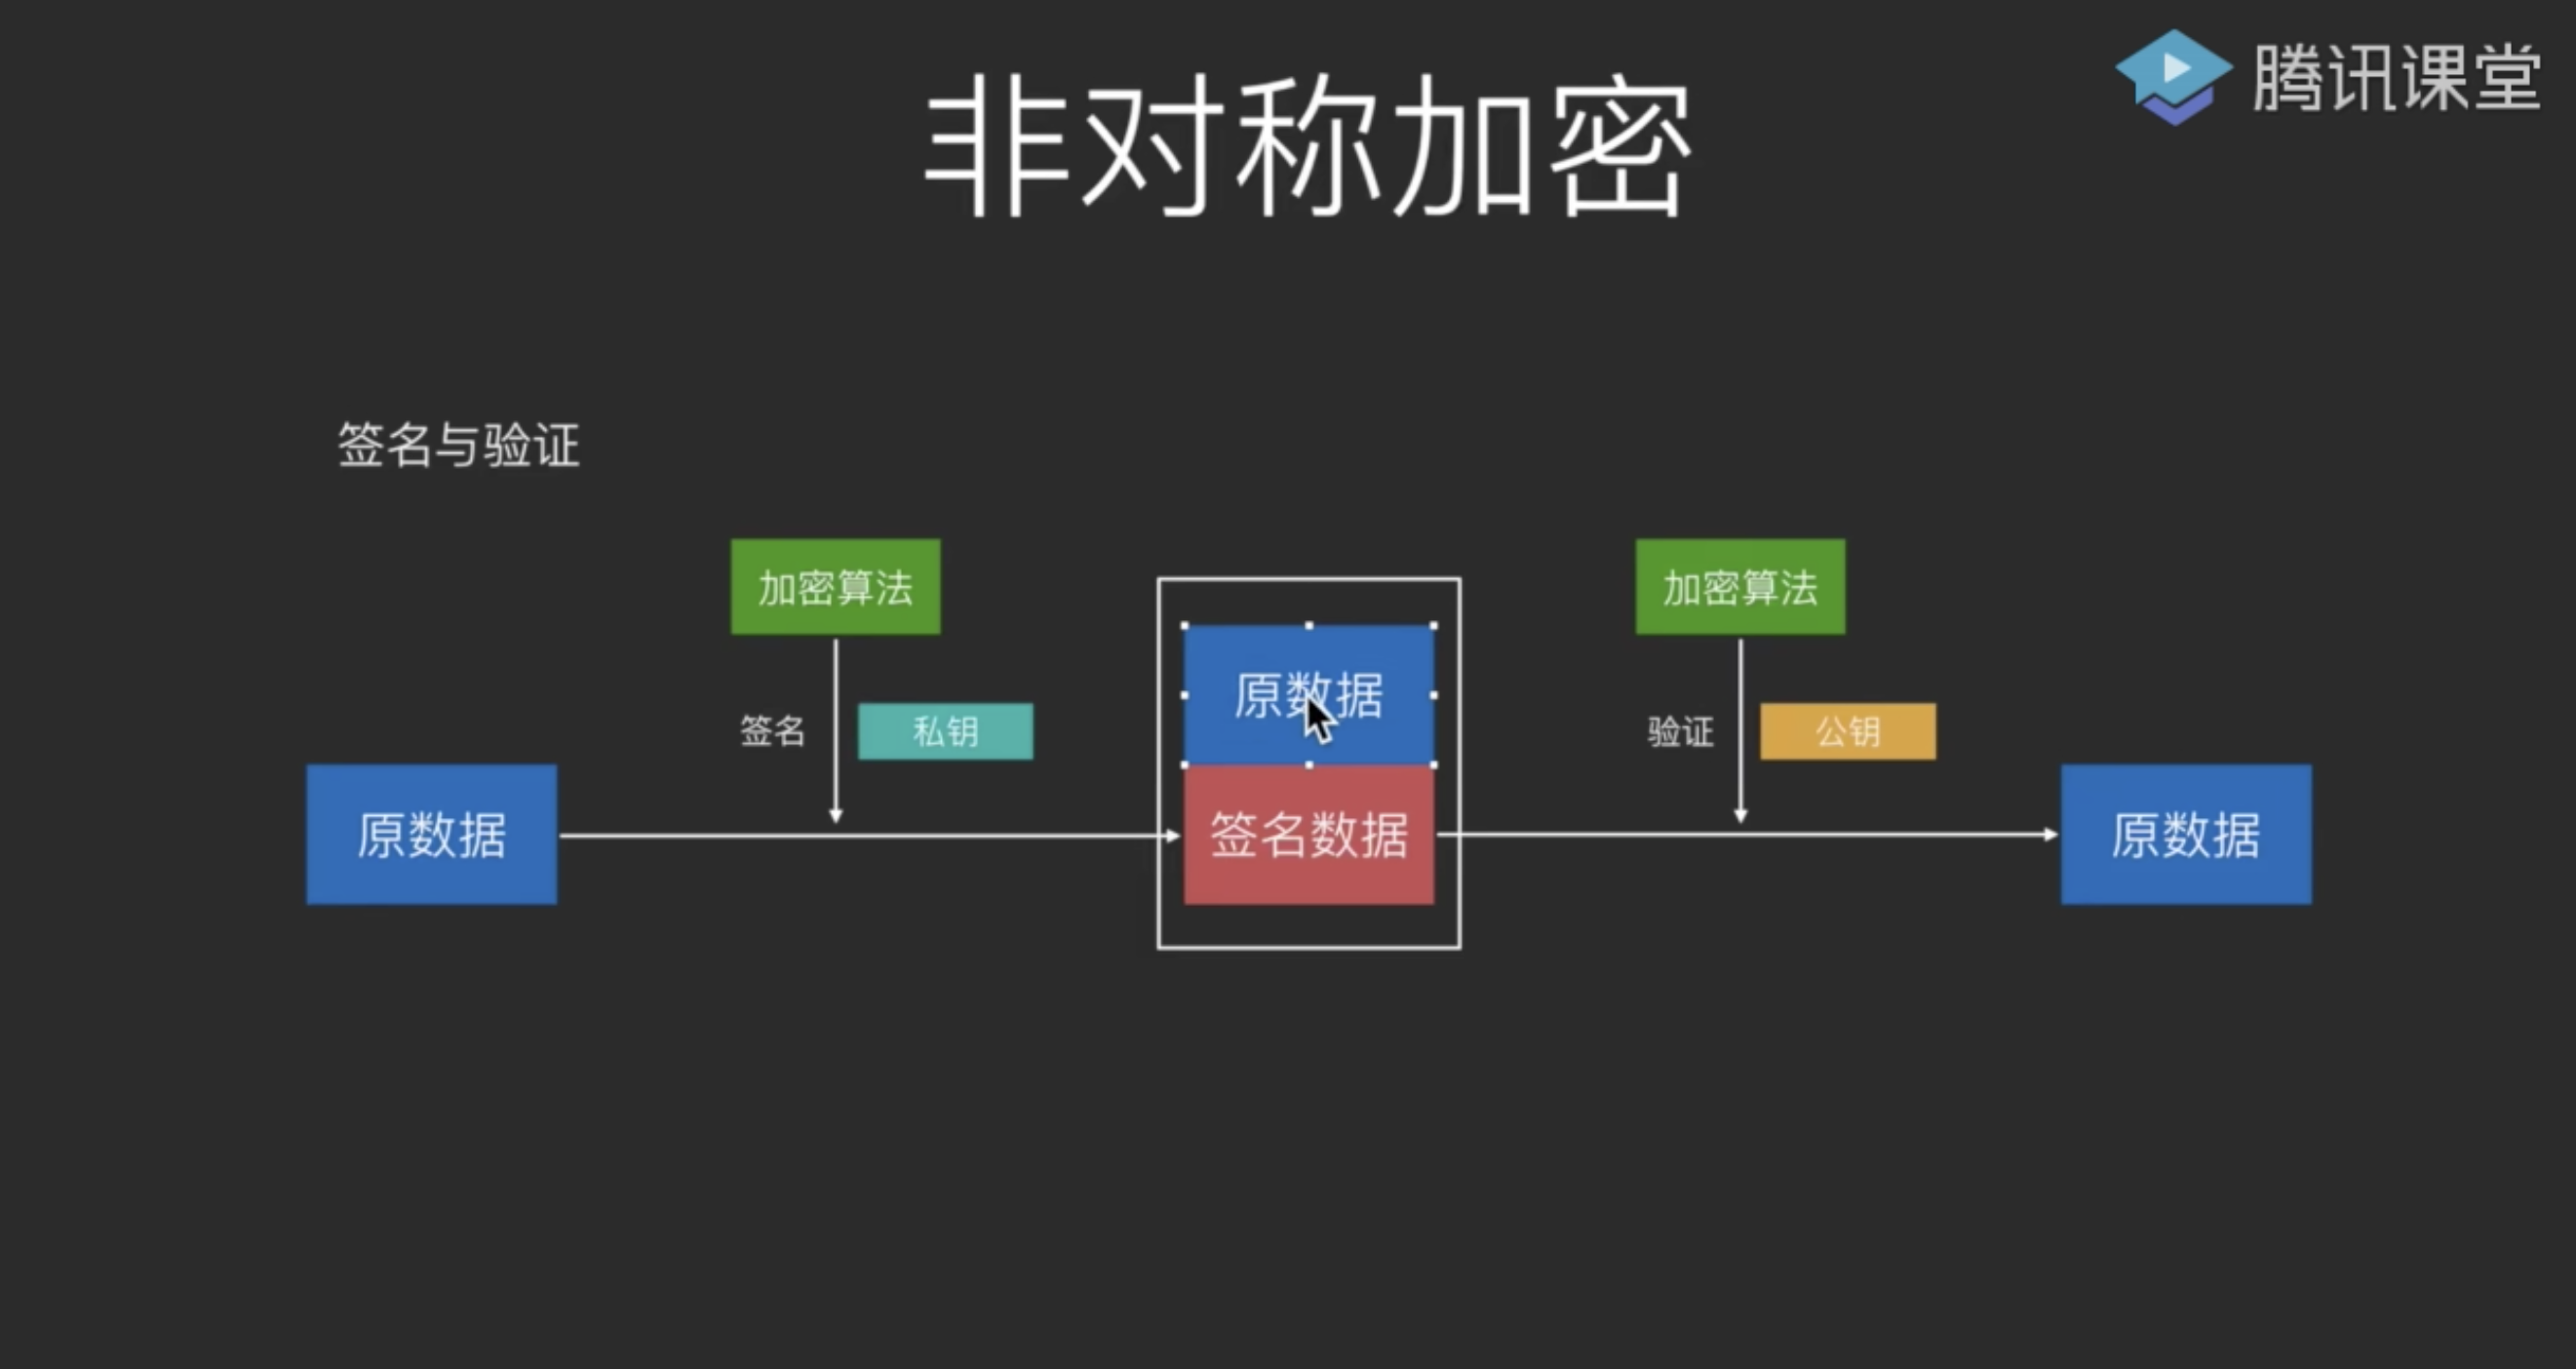 腾讯课堂
非对称加密
签名与验证
加密算法
加密算法
原数据
签名
私钥
验证
公钥
原数据
签名数据
原数据